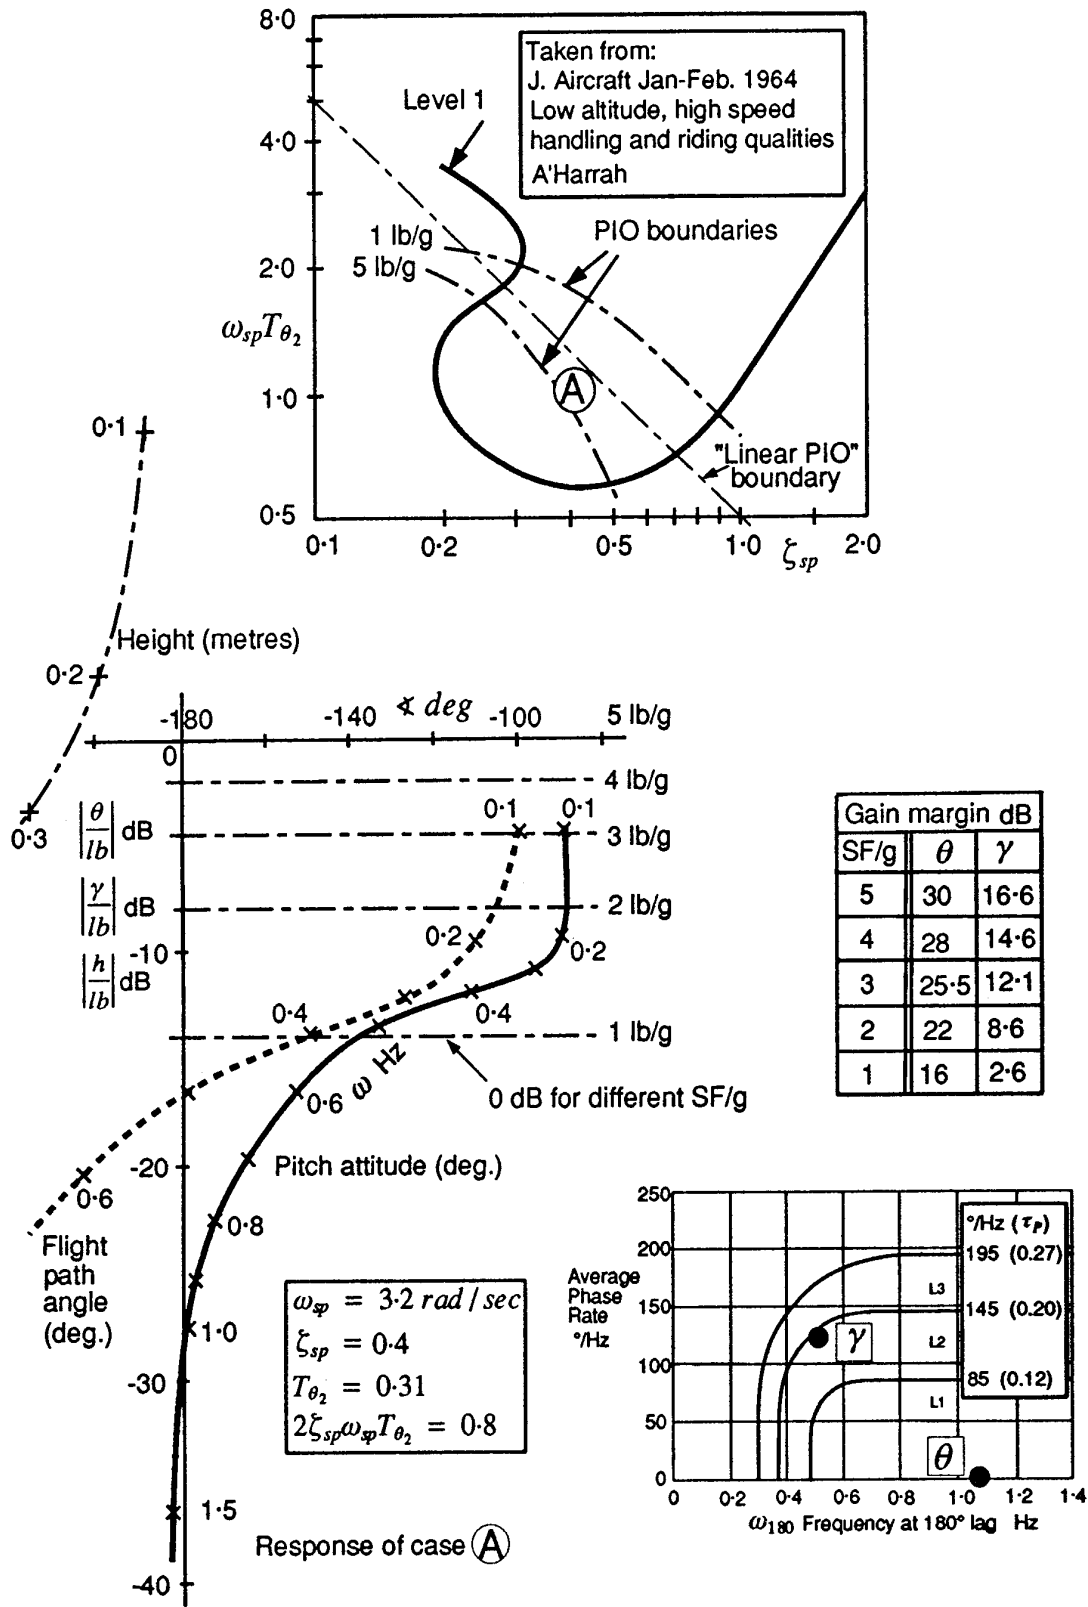 8·0
4·0
2·0
1·0
0·5
ω_sp T_θ2
Taken from:
J. Aircraft Jan-Feb. 1964
Low altitude, high speed
handling and riding qualities
A'Harrah
Level 1
1 lb/g
5 lb/g
PIO boundaries
A
"Linear PIO"
boundary
0·1 0·2 0·5 1·0 2·0
ζ_sp
0·1
Height (metres)
0·2
0·3
-180 -140 ∢ deg -100 5 lb/g
0
4 lb/g
0·1 0·1
|θ/lb| dB
3 lb/g
|γ/lb| dB
2 lb/g
0·2
0·2
-10
|h/lb| dB
0·4
0·4
1 lb/g
ω Hz
0·6
0 dB for different SF/g
-20
Pitch attitude (deg.)
0·6
0·8
Flight
path
angle
(deg.)
1·0
-30
1·5
-40
ω_sp = 3·2 rad / sec
ζ_sp = 0·4
T_θ2 = 0·31
2ζ_sp ω_sp T_θ2 = 0·8
Response of case A
Gain margin dB
SF/g θ γ
5 30 16·6
4 28 14·6
3 25·5 12·1
2 22 8·6
1 16 2·6
250
200
150
100
50
0
Average
Phase
Rate
°/Hz
°/Hz (τ_P)
195 (0.27)
L3
145 (0.20)
L2
85 (0.12)
L1
γ
θ
0 0·2 0·4 0·6 0·8 1·0 1·2 1·4
ω180 Frequency at 180° lag Hz